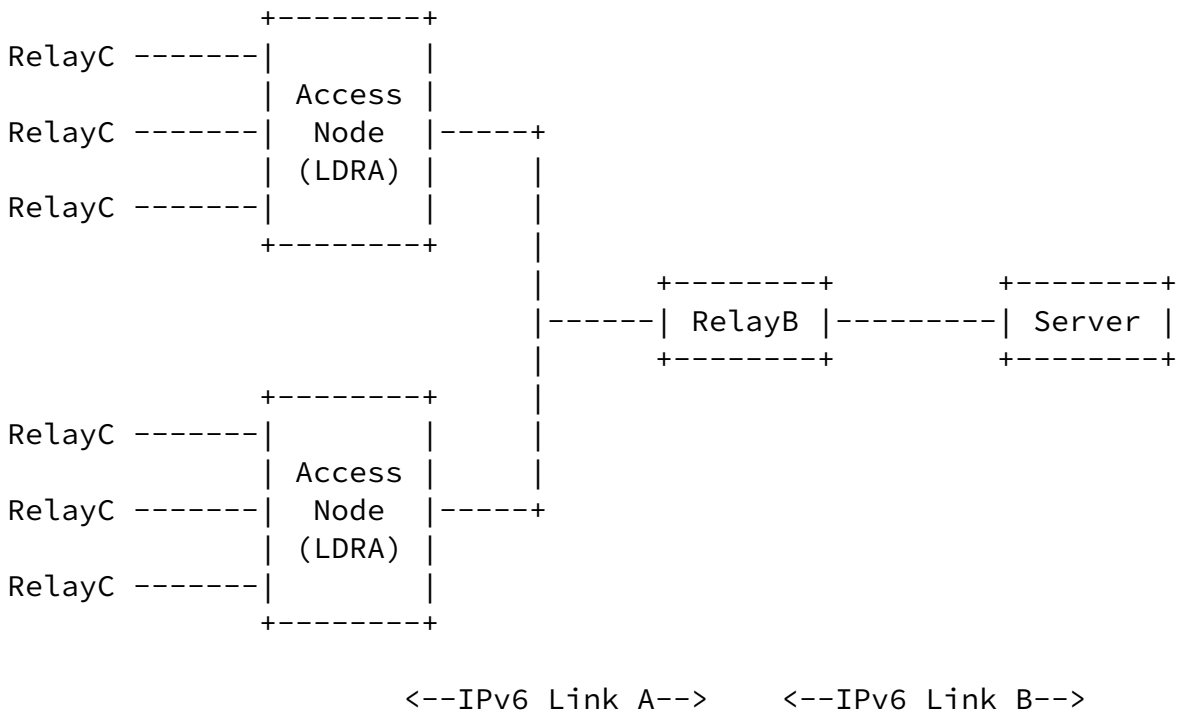 RelayC
Access
RelayC Node
(LDRA)
RelayC
RelayB Server
RelayC
Access
RelayC Node
(LDRA)
RelayC
<--IPv6 Link A--> <--IPv6 Link B-->